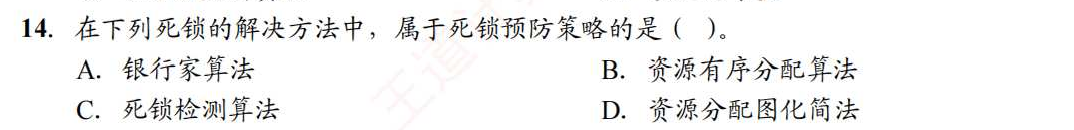 14. 在下列死锁的解决方法中，属于死锁预防策略的是（ ）。
A. 银行家算法 B. 资源有序分配算法
C. 死锁检测算法 D. 资源分配图化简法